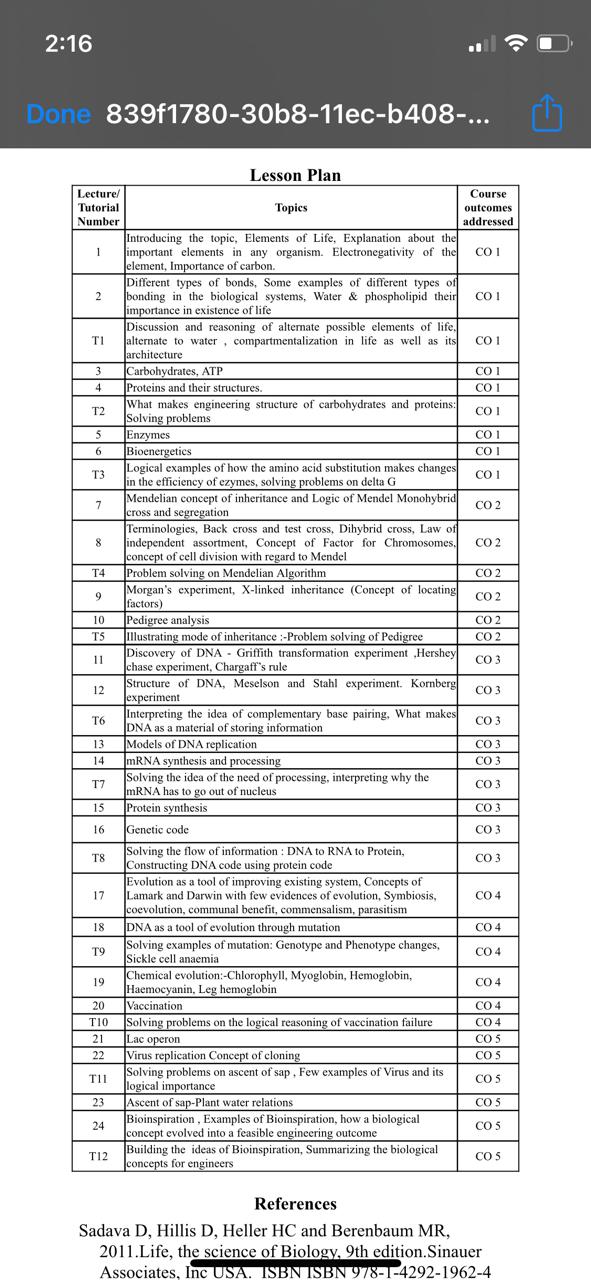 2:16
Done 839f1780-30b8-11ec-b408-...
Lesson Plan
Lecture/
Tutorial
Number
Topics
Course
outcomes
addressed
1
Introducing the topic, Elements of Life, Explanation about the
important elements in any organism. Electronegativity of the
element, Importance of carbon.
CO 1
2
Different types of bonds, Some examples of different types of
bonding in the biological systems, Water & phospholipid their
importance in existence of life
CO 1
T1
Discussion and reasoning of alternate possible elements of life,
alternate to water , compartmentalization in life as well as its
architecture
CO 1
3
Carbohydrates, ATP
CO 1
4
Proteins and their structures.
CO 1
T2
What makes engineering structure of carbohydrates and proteins:
Solving problems
CO 1
5
Enzymes
CO 1
6
Bioenergetics
CO 1
T3
Logical examples of how the amino acid substitution makes changes
in the efficiency of ezymes, solving problems on delta G
CO 1
7
Mendelian concept of inheritance and Logic of Mendel Monohybrid
cross and segregation
CO 2
8
Terminologies, Back cross and test cross, Dihybrid cross, Law of
independent assortment, Concept of Factor for Chromosomes,
concept of cell division with regard to Mendel
CO 2
T4
Problem solving on Mendelian Algorithm
CO 2
9
Morgan's experiment, X-linked inheritance (Concept of locating
factors)
CO 2
10
Pedigree analysis
CO 2
T5
Illustrating mode of inheritance :-Problem solving of Pedigree
CO 2
11
Discovery of DNA - Griffith transformation experiment ,Hershey
chase experiment, Chargaff's rule
CO 3
12
Structure of DNA, Meselson and Stahl experiment. Kornberg
experiment
CO 3
T6
Interpreting the idea of complementary base pairing, What makes
DNA as a material of storing information
CO 3
13
Models of DNA replication
CO 3
14
mRNA synthesis and processing
CO 3
T7
Solving the idea of the need of processing, interpreting why the
mRNA has to go out of nucleus
CO 3
15
Protein synthesis
CO 3
16
Genetic code
CO 3
T8
Solving the flow of information : DNA to RNA to Protein,
Constructing DNA code using protein code
CO 3
17
Evolution as a tool of improving existing system, Concepts of
Lamark and Darwin with few evidences of evolution, Symbiosis,
coevolution, communal benefit, commensalism, parasitism
CO 4
18
DNA as a tool of evolution through mutation
CO 4
T9
Solving examples of mutation: Genotype and Phenotype changes,
Sickle cell anaemia
CO 4
19
Chemical evolution:-Chlorophyll, Myoglobin, Hemoglobin,
Haemocyanin, Leg hemoglobin
CO 4
20
Vaccination
CO 4
T10
Solving problems on the logical reasoning of vaccination failure
CO 4
21
Lac operon
CO 5
22
Virus replication Concept of cloning
CO 5
T11
Solving problems on ascent of sap , Few examples of Virus and its
logical importance
CO 5
23
Ascent of sap-Plant water relations
CO 5
24
Bioinspiration , Examples of Bioinspiration, how a biological
concept evolved into a feasible engineering outcome
CO 5
T12
Building the ideas of Bioinspiration, Summarizing the biological
concepts for engineers
CO 5
References
Sadava D, Hillis D, Heller HC and Berenbaum MR,
2011.Life, the science of Biology, 9th edition.Sinauer
Associates, Inc USA. ISBN ISBN 978-1-4292-1962-4